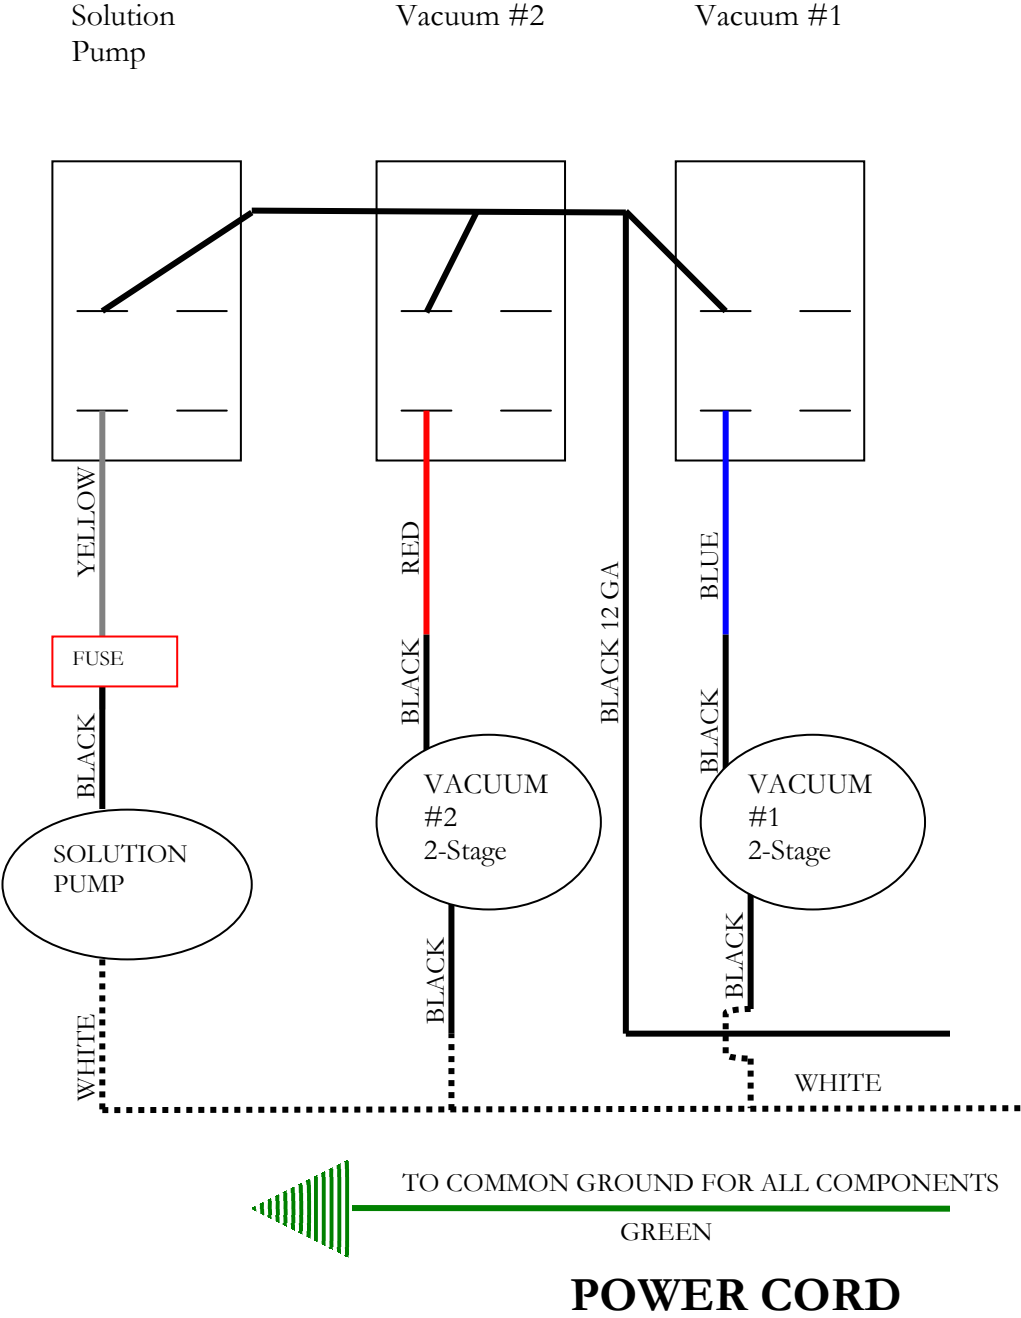 Solution
Pump
Vacuum #2
Vacuum #1
YELLOW
RED
BLACK 12 GA
BLUE
FUSE
BLACK
BLACK
BLACK
SOLUTION
PUMP
VACUUM
#2
2-Stage
VACUUM
#1
2-Stage
WHITE
BLACK
BLACK
WHITE
TO COMMON GROUND FOR ALL COMPONENTS
GREEN
POWER CORD